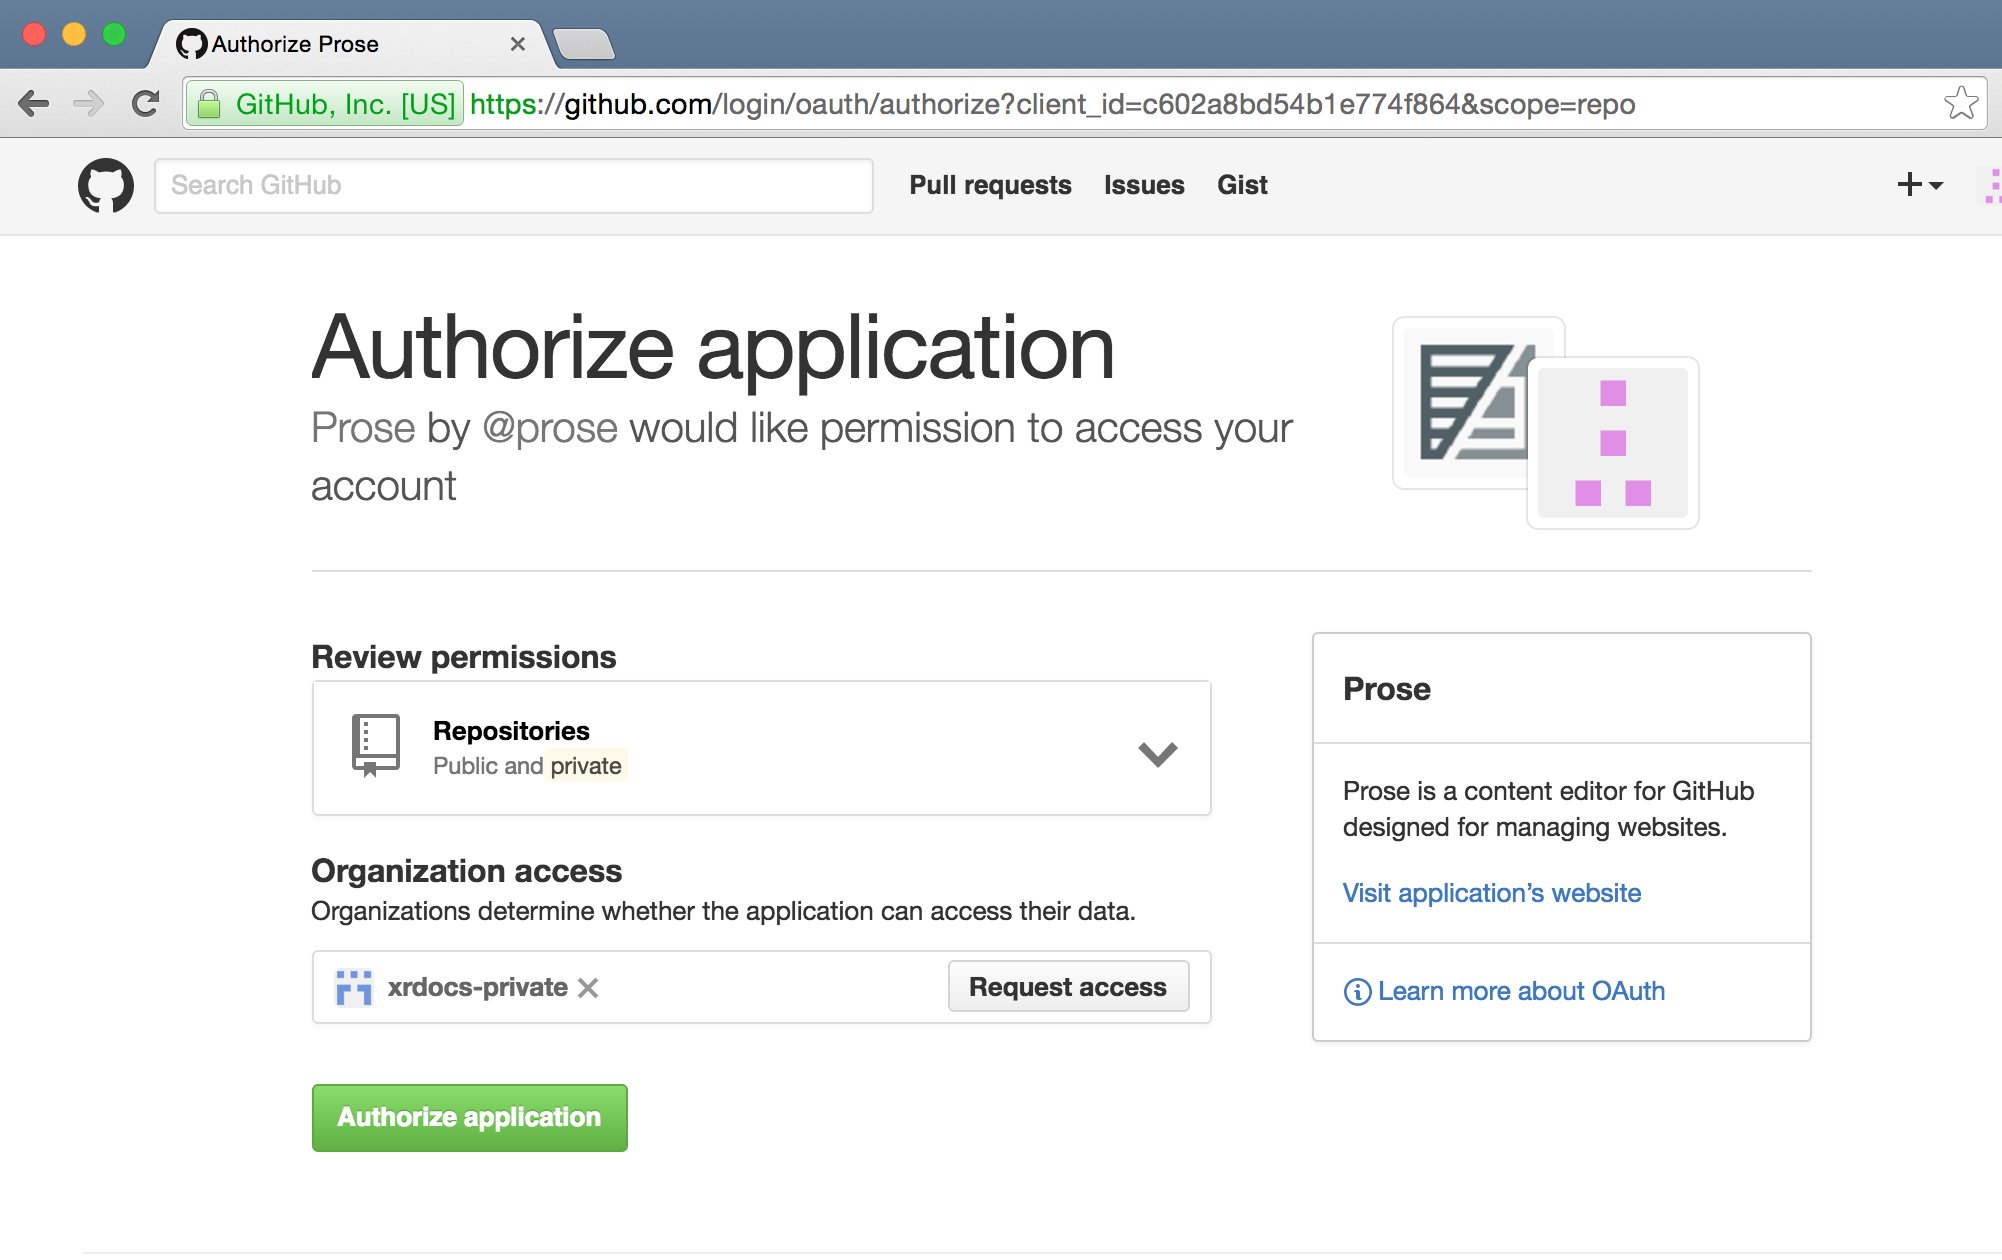 Authorize Prose
GitHub, Inc. [US] https://github.com/login/oauth/authorize?client_id=c602a8bd54b1e774f864&scope=repo
Search GitHub
Pull requests Issues Gist
Authorize application
Prose by @prose would like permission to access your
account
Review permissions
Repositories
Public and private
Organization access
Organizations determine whether the application can access their data.
xrdocs-private
Request access
Authorize application
Prose
Prose is a content editor for GitHub
designed for managing websites.
Visit application’s website
Learn more about OAuth